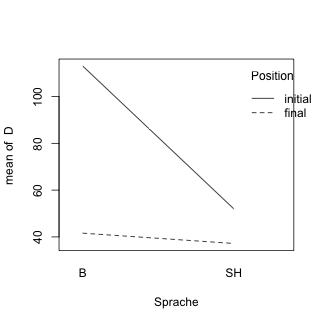 Position
initial
final
mean of D
100
80
60
40
B
SH
Sprache